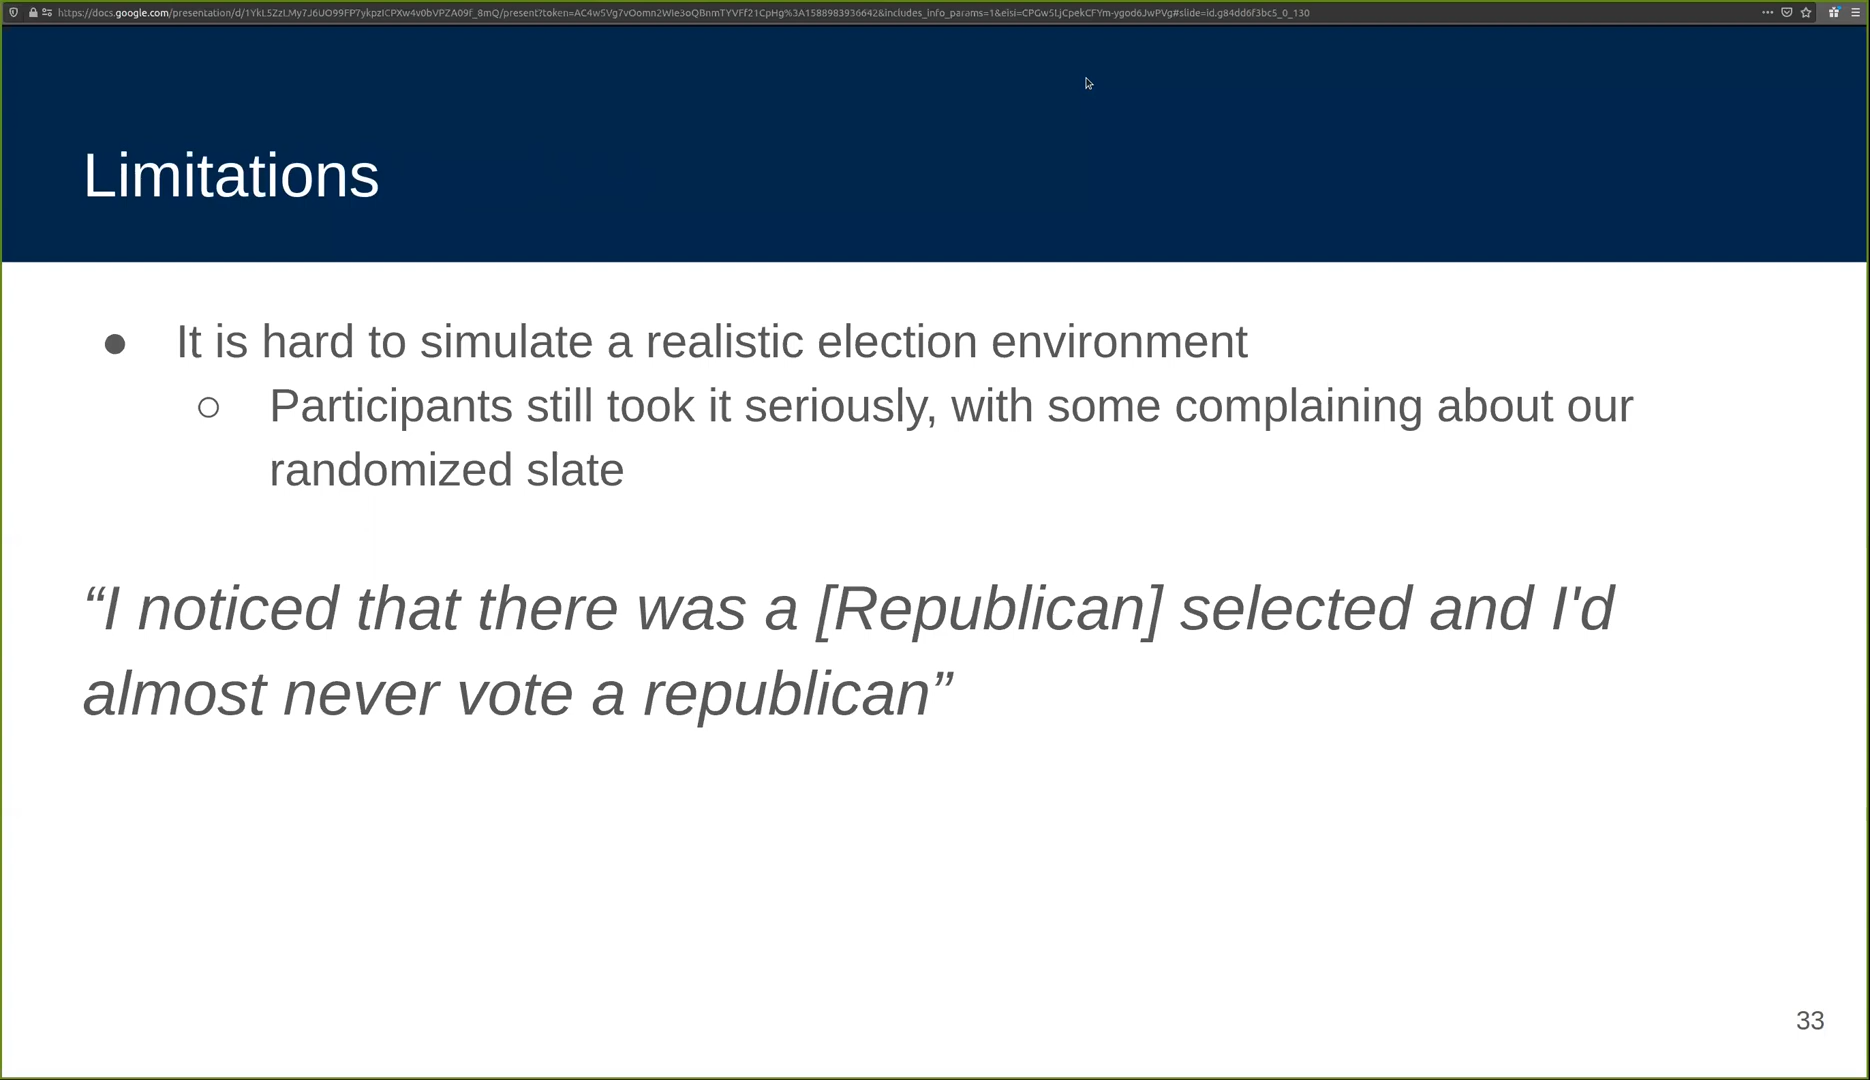 Limitations
● It is hard to simulate a realistic election environment
○ Participants still took it seriously, with some complaining about our
randomized slate
“I noticed that there was a [Republican] selected and I'd
almost never vote a republican”
33